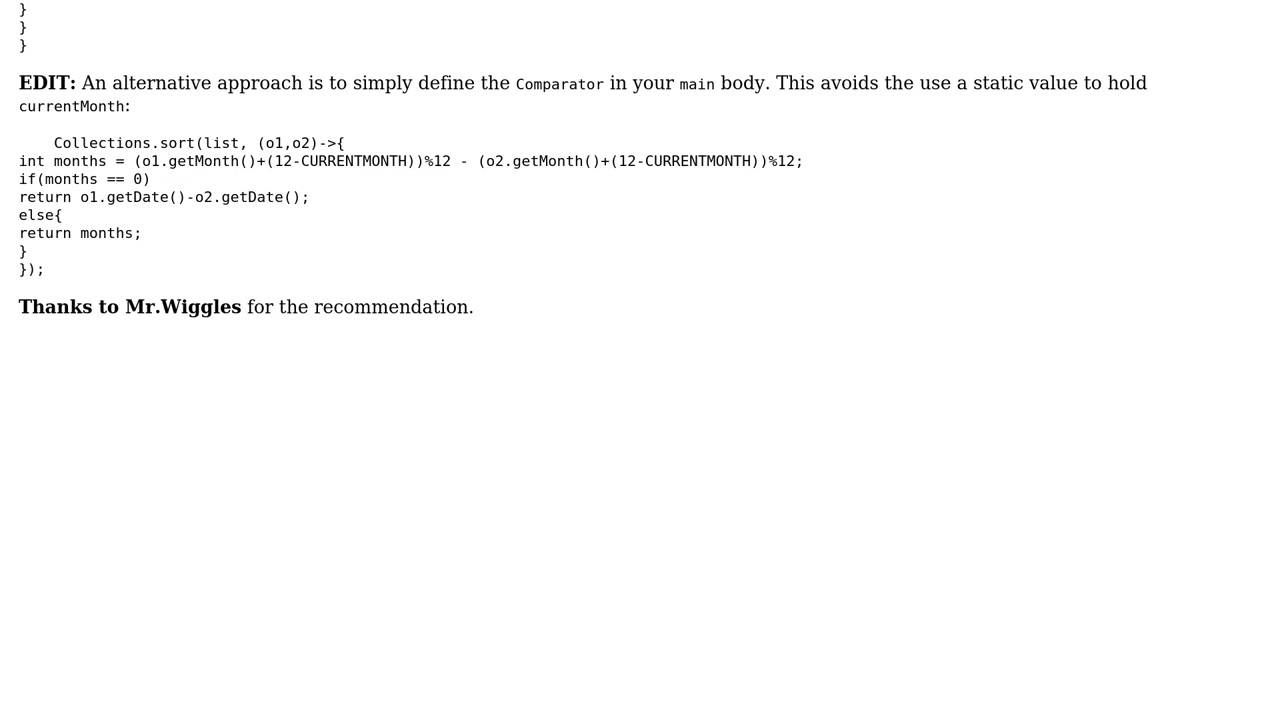 }
}
}
EDIT: An alternative approach is to simply define the Comparator in your main body. This avoids the use a static value to hold
currentMonth:
    Collections.sort(list, (o1,o2)->{
int months = (o1.getMonth()+(12-CURRENTMONTH))%12 - (o2.getMonth()+(12-CURRENTMONTH))%12;
if(months == 0)
return o1.getDate()-o2.getDate();
else{
return months;
}
});
Thanks to Mr.Wiggles for the recommendation.